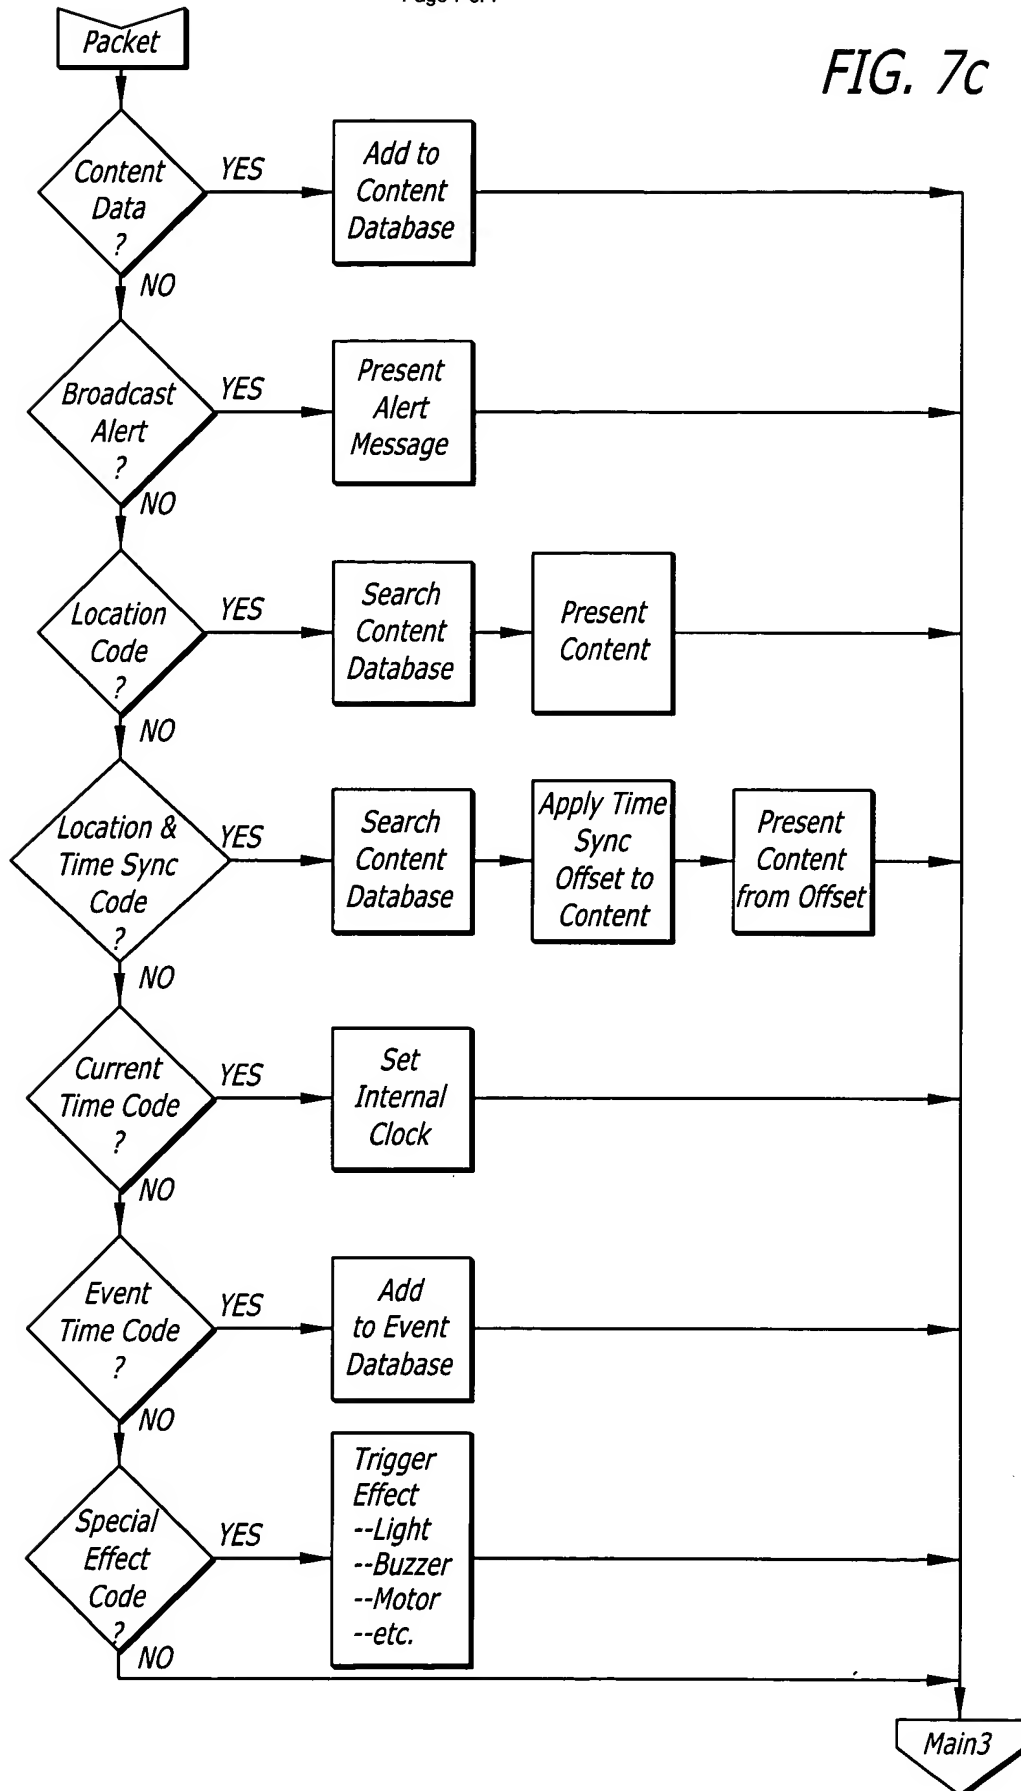 Packet
FIG. 7c
Content
Data
?
YES
Add to
Content
Database
NO
Broadcast
Alert
?
YES
Present
Alert
Message
NO
Location
Code
?
YES
Search
Content
Database
Present
Content
NO
Location &
Time Sync
Code
?
YES
Search
Content
Database
Apply Time
Sync
Offset to
Content
Present
Content
from Offset
NO
Current
Time Code
?
YES
Set
Internal
Clock
NO
Event
Time Code
?
YES
Add
to Event
Database
NO
Special
Effect
Code
?
YES
Trigger
Effect
--Light
--Buzzer
--Motor
--etc.
NO
Main3